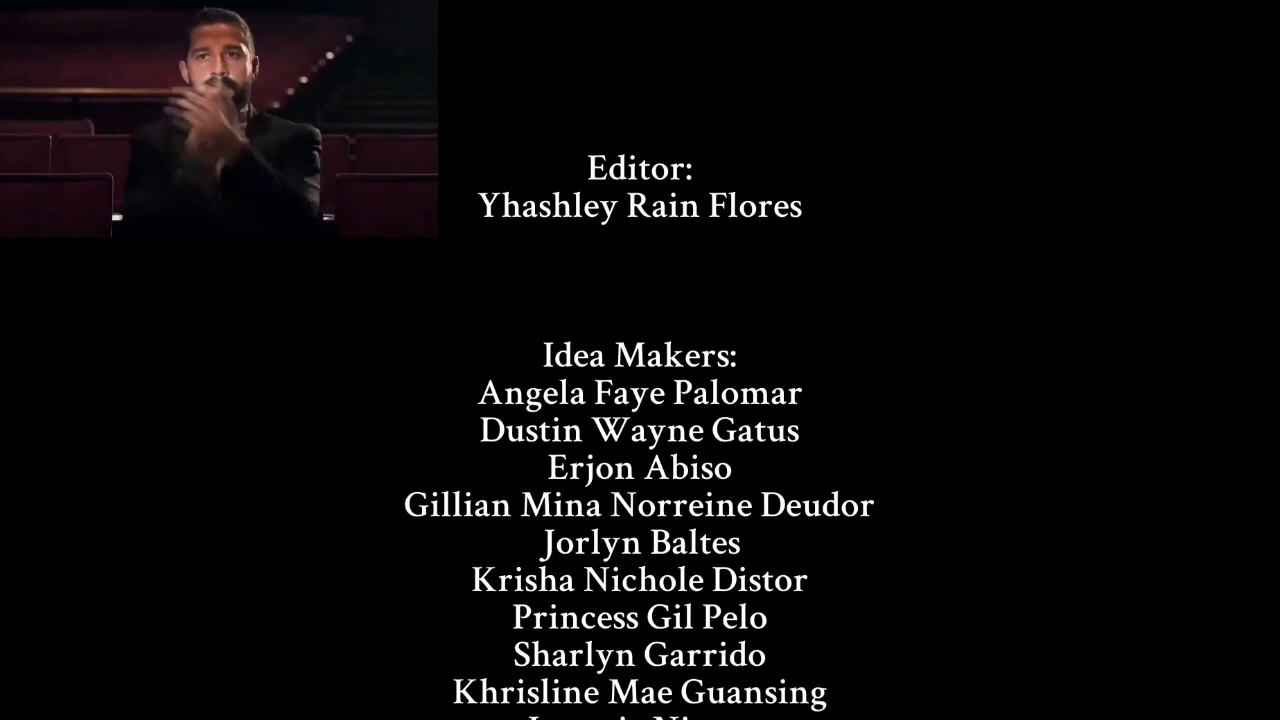 Editor:
Yhashley Rain Flores
Idea Makers:
Angela Faye Palomar
Dustin Wayne Gatus
Erjon Abiso
Gillian Mina Norreine Deudor
Jorlyn Baltes
Krisha Nichole Distor
Princess Gil Pelo
Sharlyn Garrido
Khrisline Mae Guansing